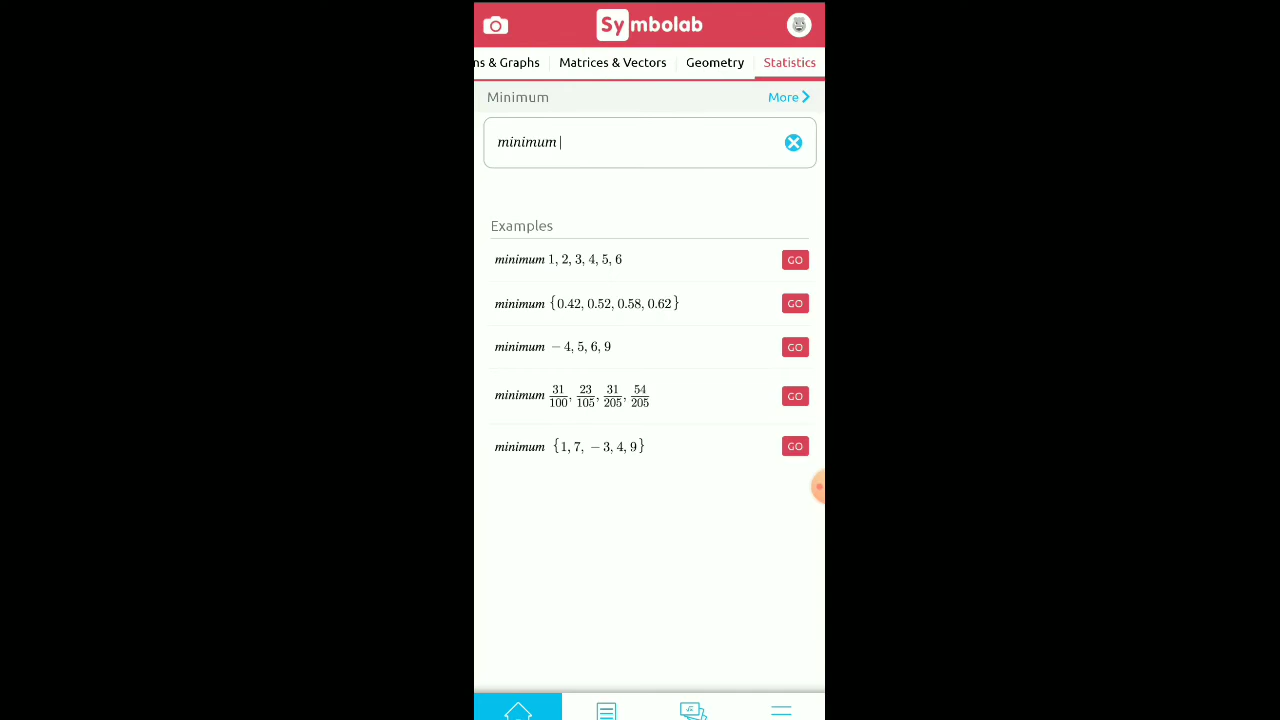 Symbolab
ns & Graphs Matrices & Vectors Geometry Statistics
Minimum More
minimum
Examples
minimum 1, 2, 3, 4, 5, 6 GO
minimum {0.42, 0.52, 0.58, 0.62} GO
minimum − 4, 5, 6, 9 GO
minimum 31/100, 23/105, 31/205, 54/205 GO
minimum {1, 7, − 3, 4, 9} GO